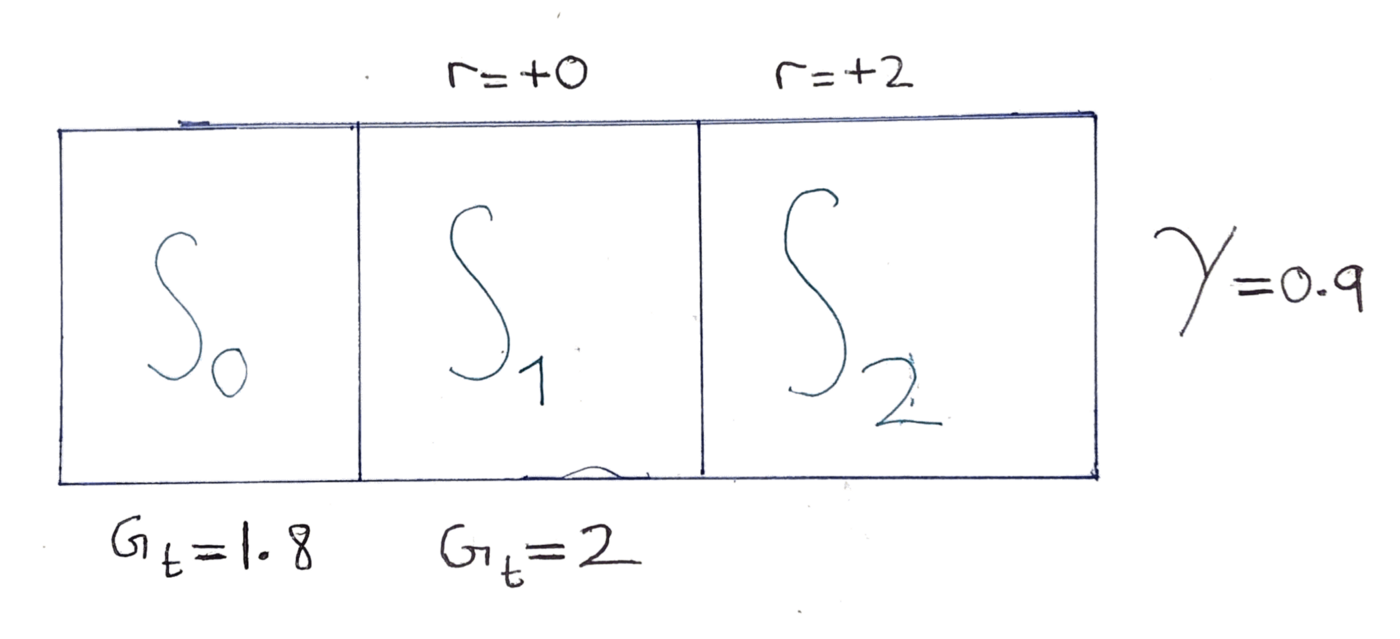 r=+0 r=+2
S0 S1 S2 γ=0.9
Gt=1.8 Gt=2